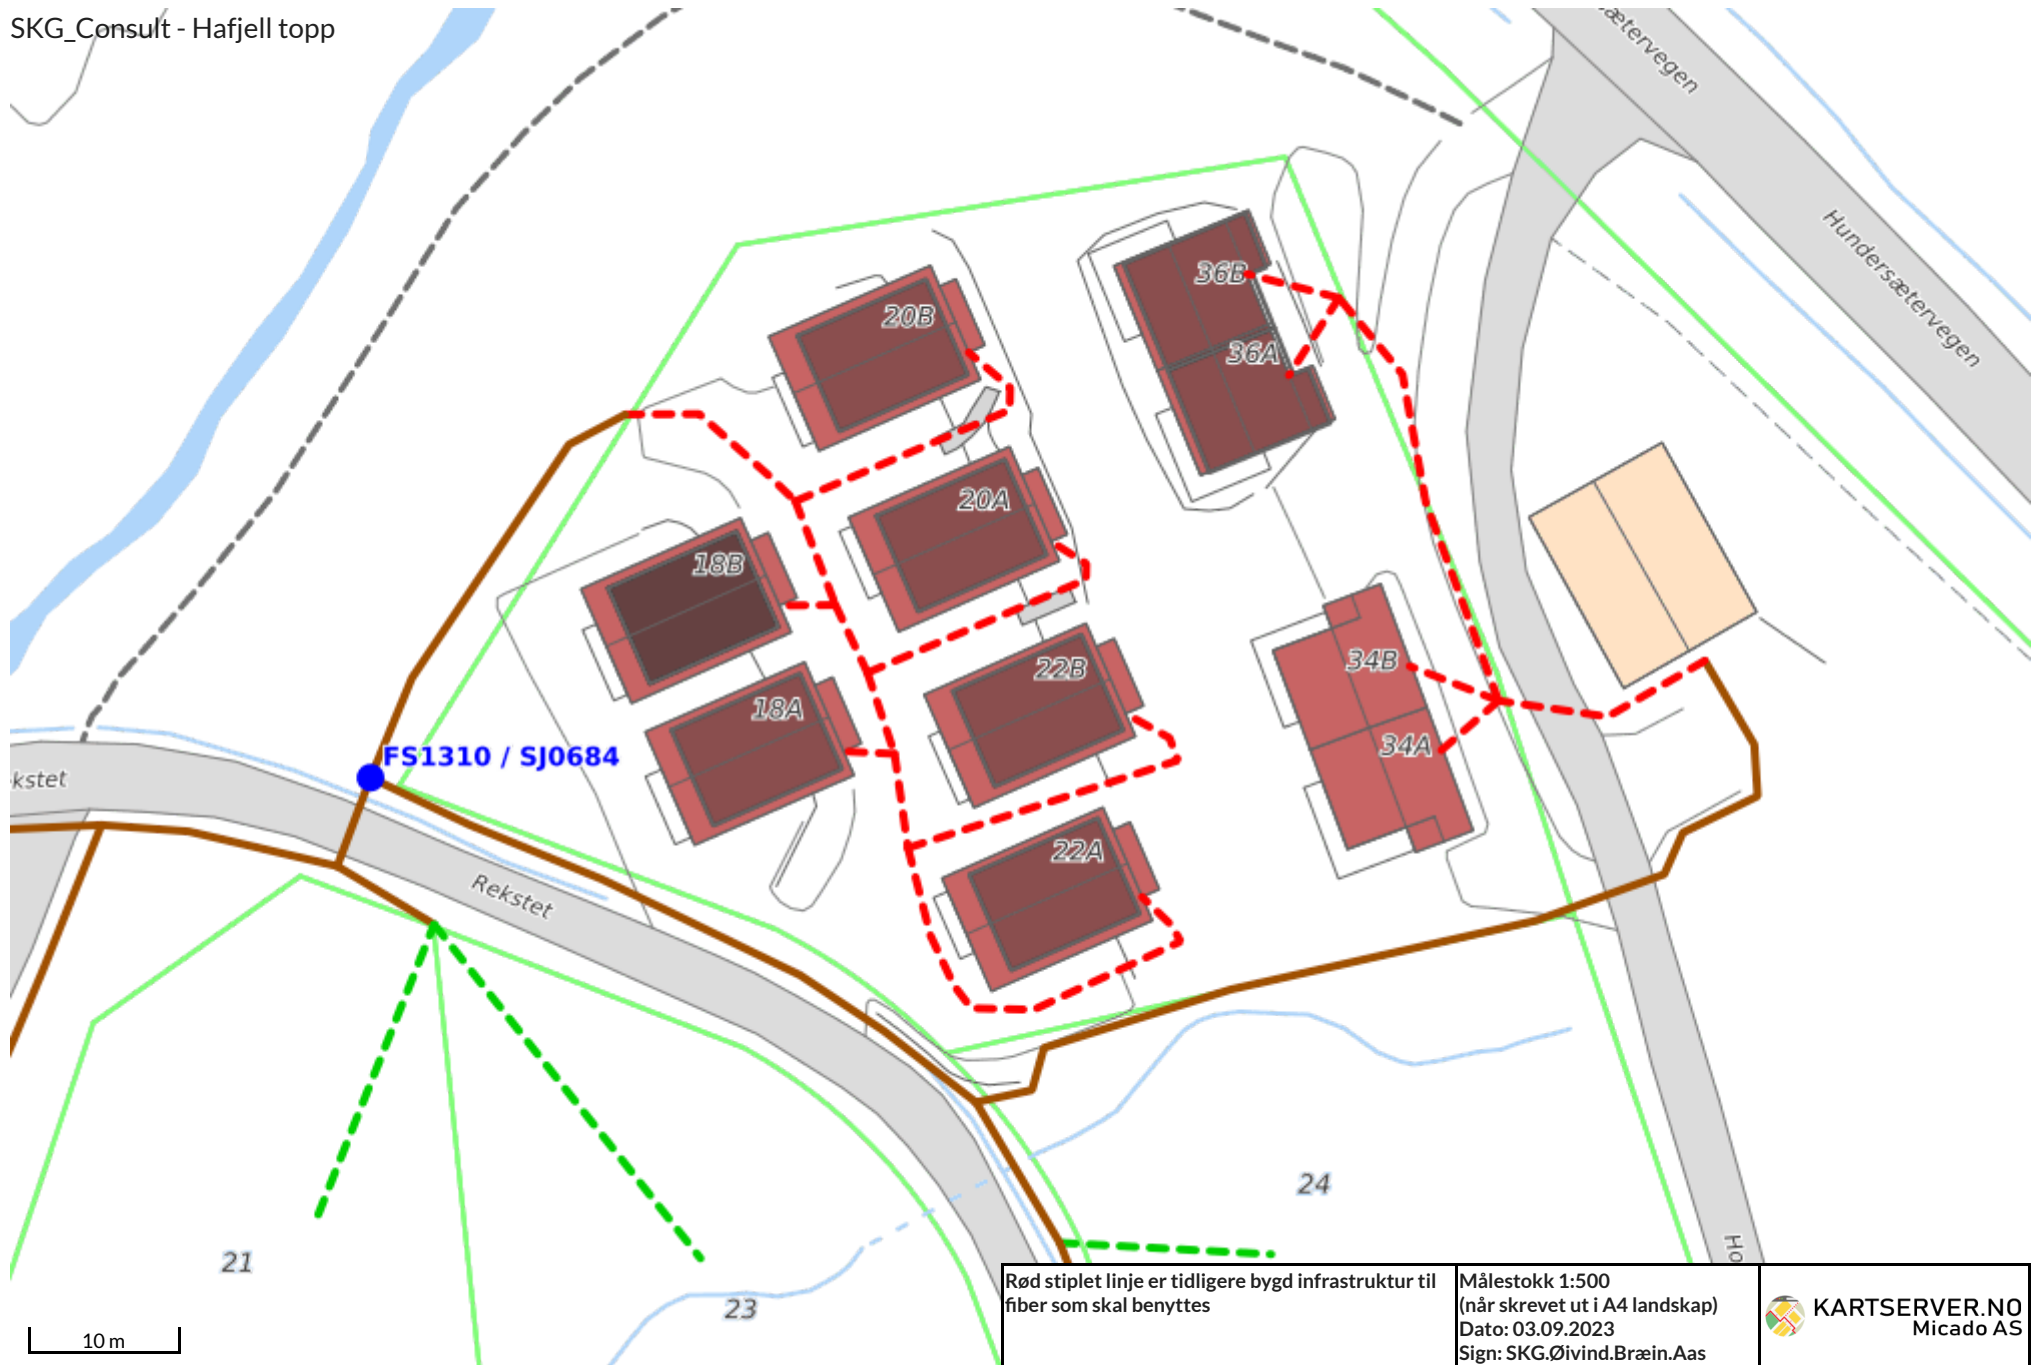 SKG_Consult - Hafjell topp
Hundersætervegen
36B
20B
36A
20A
18B
22B
34B
18A
34A
FS1310 / SJ0684
kstet
22A
Rekstet
24
Ho
21
23
10 m
Rød stiplet linje er tidligere bygd infrastruktur til
fiber som skal benyttes
Målestokk 1:500
(når skrevet ut i A4 landskap)
Dato: 03.09.2023
Sign: SKG.Øivind.Bræin.Aas
KARTSERVER.NO
Micado AS